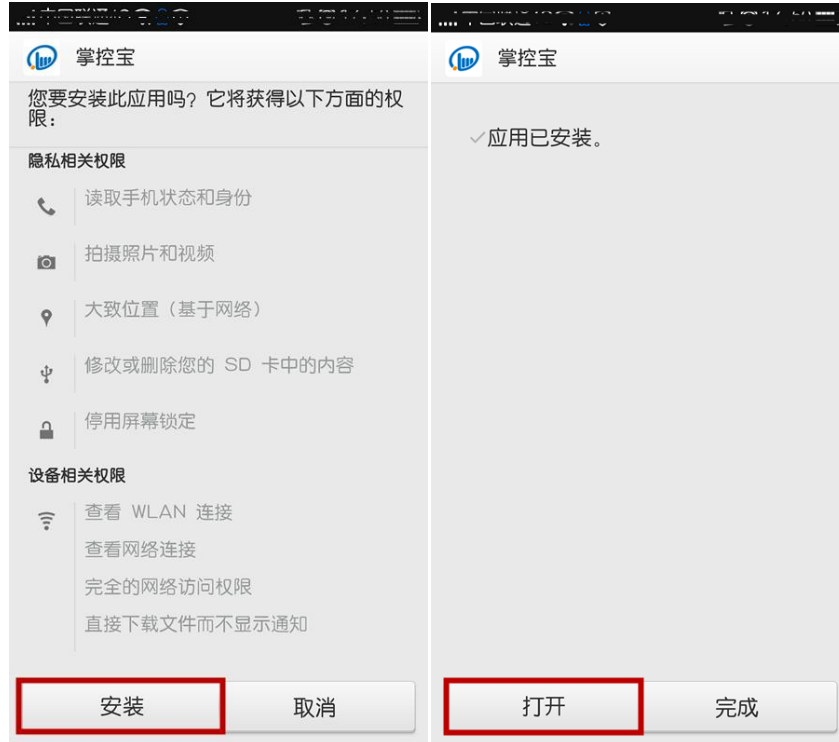 掌控宝
您要安装此应用吗？它将获得以下方面的权
限：
隐私相关权限
读取手机状态和身份
拍摄照片和视频
大致位置（基于网络）
修改或删除您的 SD 卡中的内容
停用屏幕锁定
设备相关权限
查看 WLAN 连接
查看网络连接
完全的网络访问权限
直接下载文件而不显示通知
安装
取消
掌控宝
应用已安装。
打开
完成